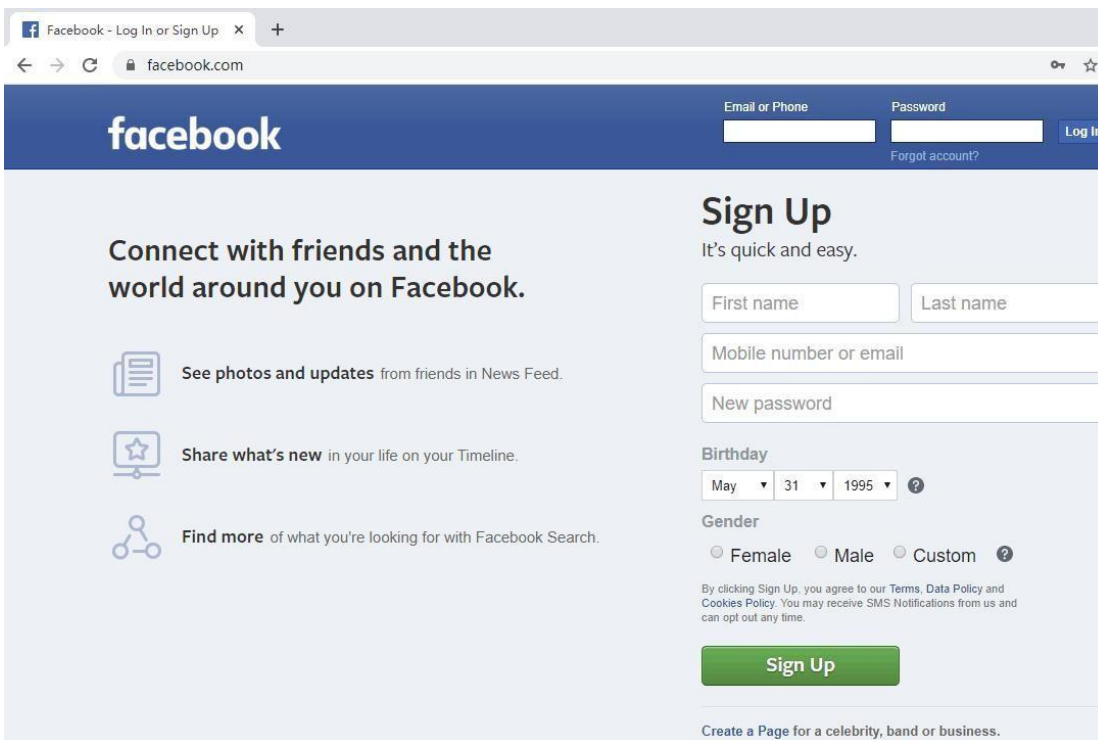 Facebook - Log In or Sign Up
facebook.com
Email or Phone Password
facebook
Log In
Forgot account?
Sign Up
It's quick and easy.
Connect with friends and the
world around you on Facebook.
First name Last name
Mobile number or email
See photos and updates from friends in News Feed.
New password
Share what's new in your life on your Timeline.
Birthday
May 31 1995
Gender
Find more of what you're looking for with Facebook Search.
Female Male Custom
By clicking Sign Up, you agree to our Terms, Data Policy and
Cookies Policy. You may receive SMS Notifications from us and
can opt out any time.
Sign Up
Create a Page for a celebrity, band or business.